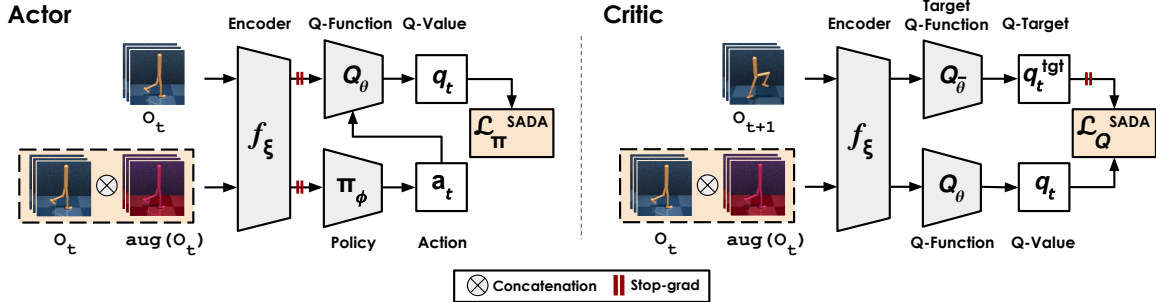 Actor
Encoder Q-Function Q-Value
o_t
f_ξ
Q_θ
q_t
ℒ_π^SADA
⊗
π_ϕ
a_t
o_t aug(o_t)
Policy Action
Critic
Encoder Target Q-Function Q-Target
o_{t+1}
f_ξ
Q_θ̄
q_t^tgt
ℒ_Q^SADA
⊗
Q_θ
q_t
o_t aug(o_t)
Q-Function Q-Value
⊗ Concatenation Stop-grad